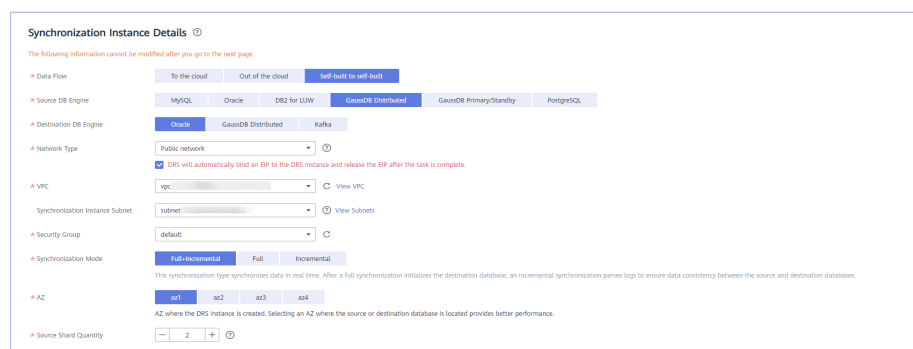 Synchronization Instance Details
The following information cannot be modified after you go to the next page.
* Data Flow To the cloud Out of the cloud Self-built to self-built
* Source DB Engine MySQL Oracle DB2 for LUW GaussDB Distributed GaussDB Primary/Standby PostgreSQL
* Destination DB Engine Oracle GaussDB Distributed Kafka
* Network Type Public network
DRS will automatically bind an EIP to the DRS instance and release the EIP after the task is complete.
* VPC vpc View VPC
Synchronization Instance Subnet subnet View Subnets
* Security Group default
* Synchronization Mode Full+Incremental Full Incremental
This synchronization type synchronizes data in real time. After a full synchronization initializes the destination database, an incremental synchronization parses logs to ensure data consistency between the source and destination databases.
* AZ az1 az2 az3 az4
AZ where the DRS instance is created. Selecting an AZ where the source or destination database is located provides better performance.
* Source Shard Quantity − 2 +